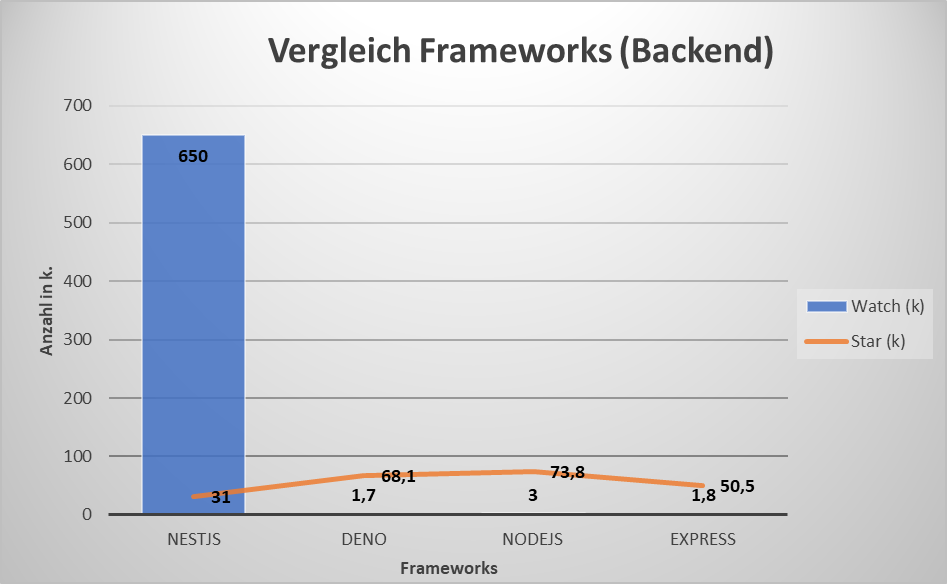 Vergleich Frameworks (Backend)
700
600
500
400
300
200
100
0
Anzahl in k.
650
31
68,1
1,7
73,8
3
50,5
1,8
NESTJS
DENO
NODEJS
EXPRESS
Frameworks
Watch (k)
Star (k)